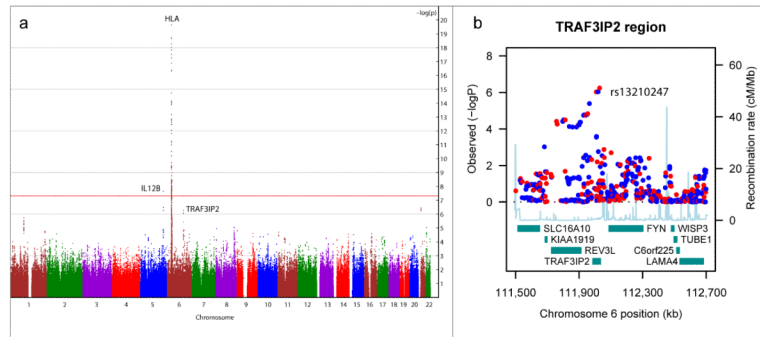 a
HLA
−log(p)
20
19
18
17
16
15
14
13
12
11
10
9
8
7
6
5
4
3
2
1
IL12B
TRAF3IP2
1 2 3 4 5 6 7 8 9 10 11 12 13 14 15 16 17 18 19 20 22
Chromosome
b
TRAF3IP2 region
8
6
4
2
0
Observed (−logP)
rs13210247
60
40
20
0
Recombination rate (cM/Mb)
SLC16A10 FYN WISP3
KIAA1919 TUBE1
REV3L C6orf225
TRAF3IP2 LAMA4
111,500 111,900 112,300 112,700
Chromosome 6 position (kb)